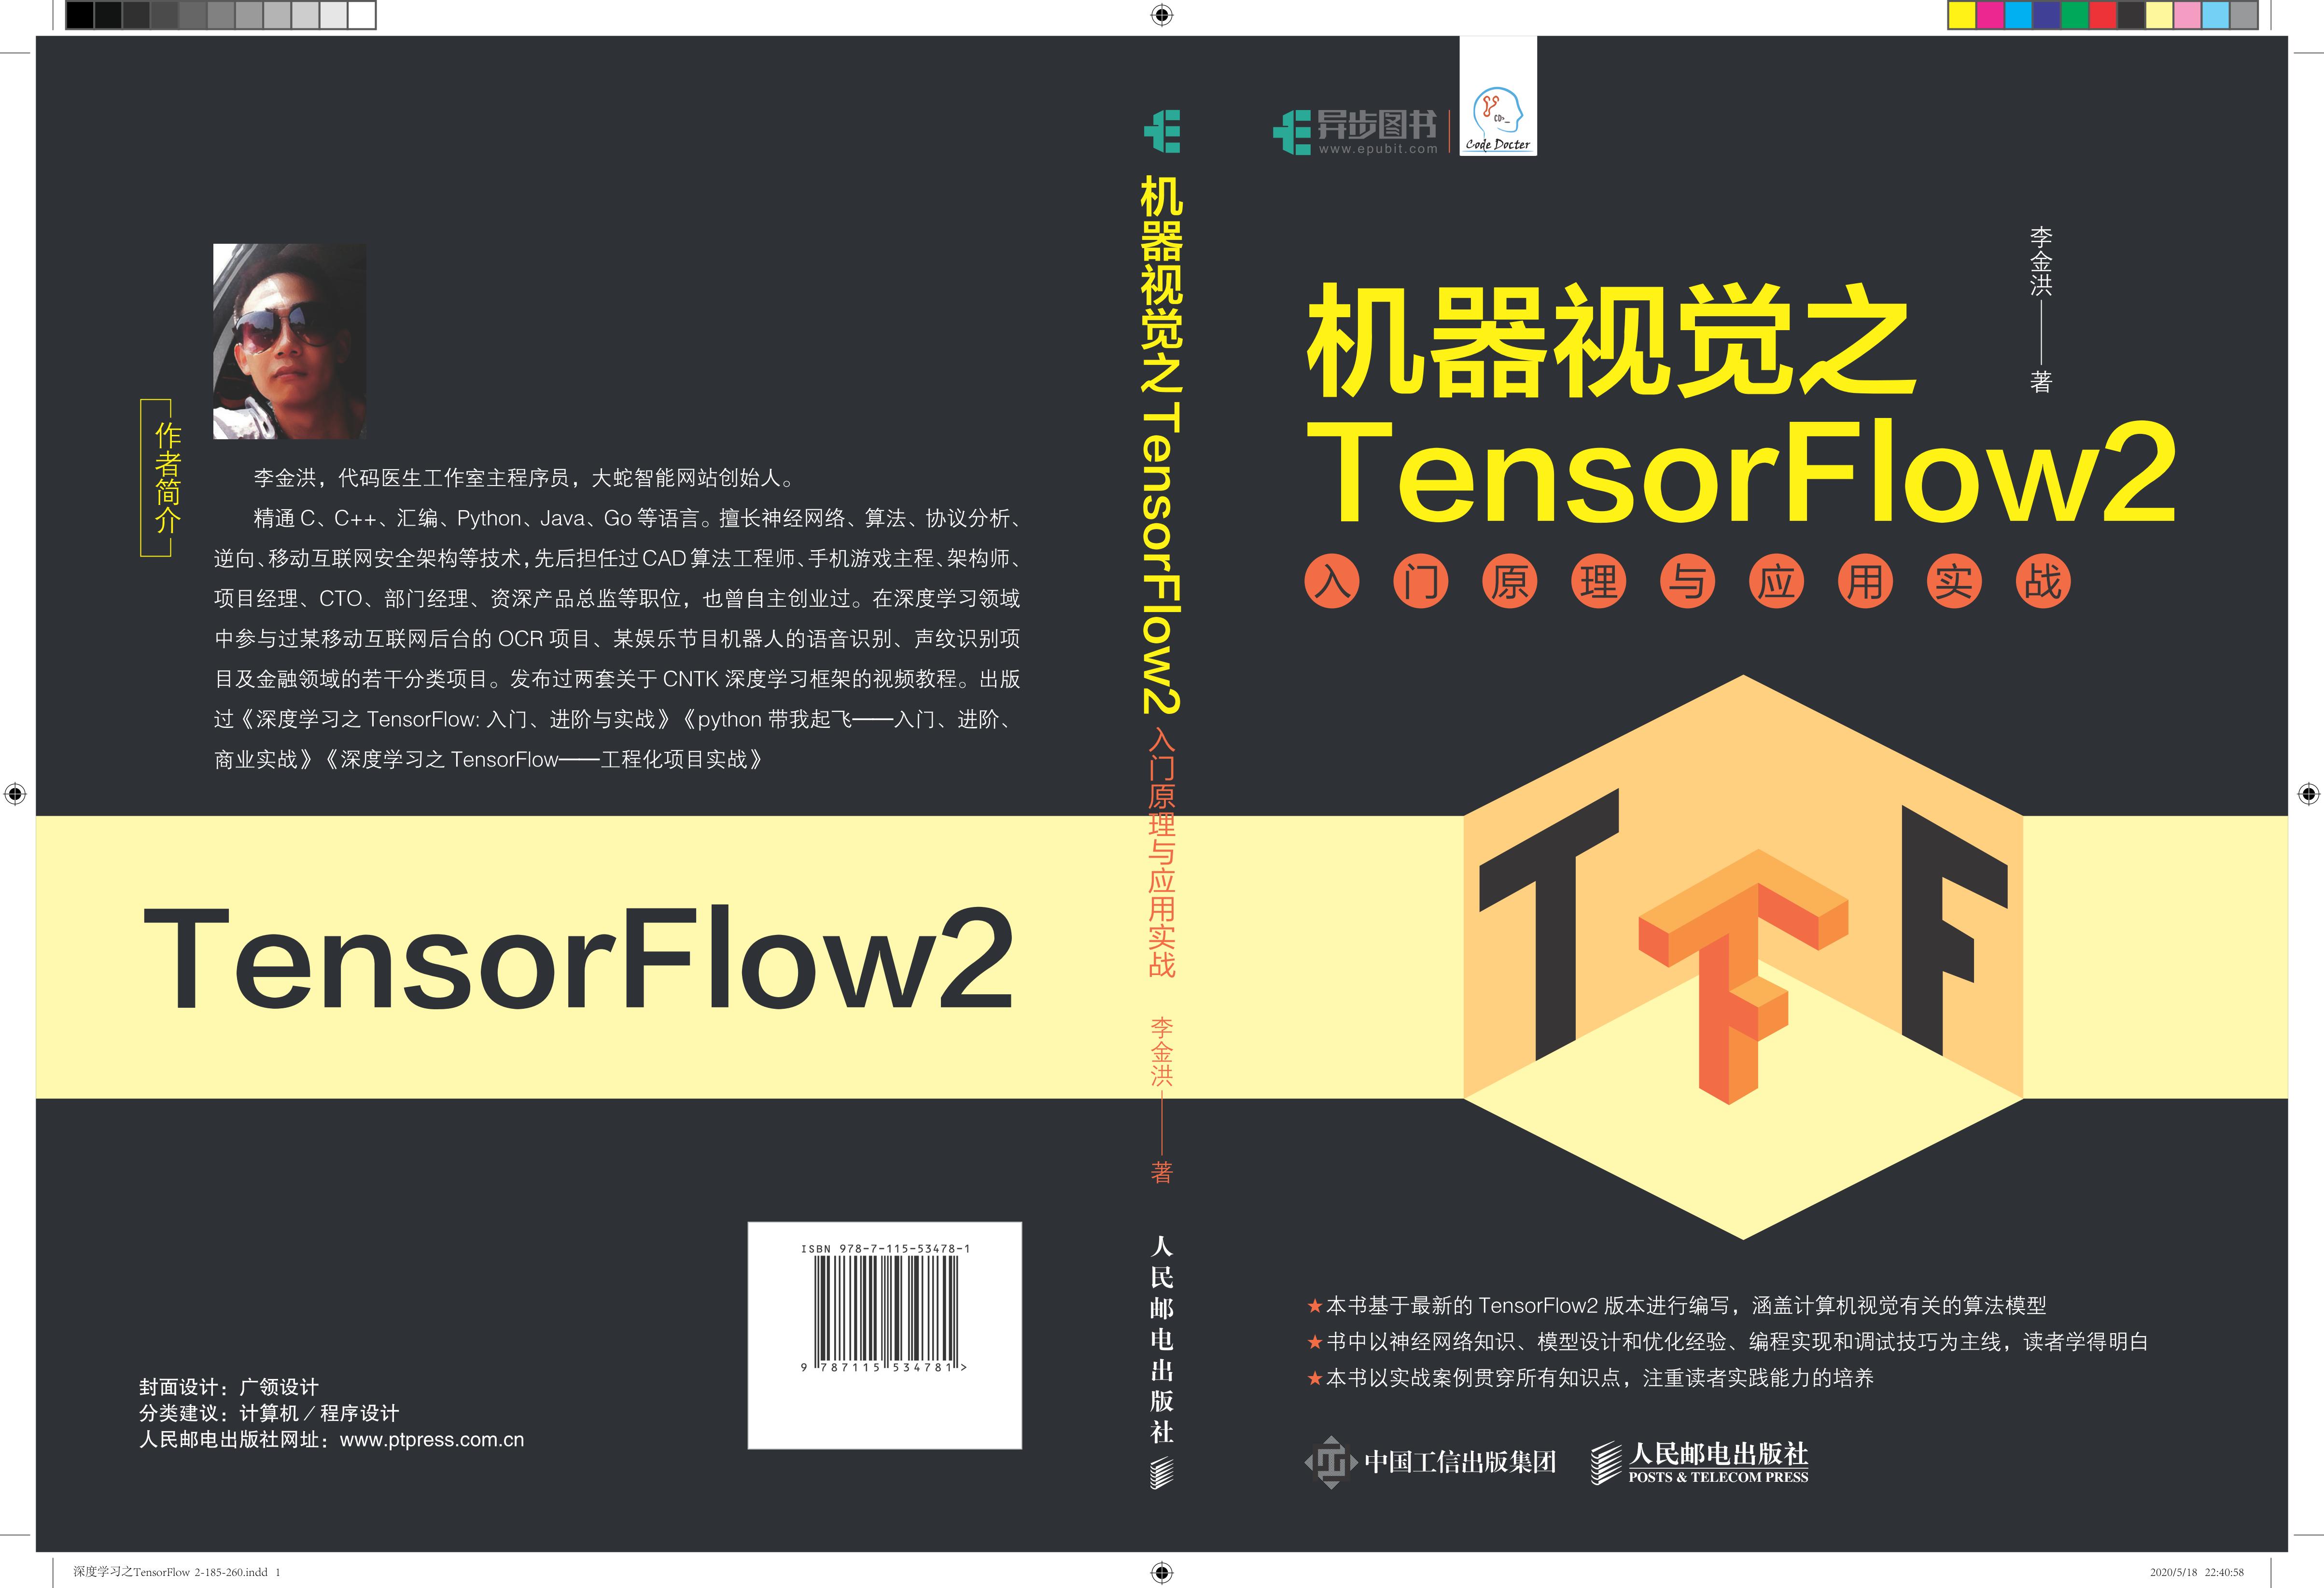 作者简介
李金洪，代码医生工作室主程序员，大蛇智能网站创始人。
精通 C、C++、汇编、Python、Java、Go 等语言。擅长神经网络、算法、协议分析、
逆向、移动互联网安全架构等技术，先后担任过 CAD 算法工程师、手机游戏主程、架构师、
项目经理、CTO、部门经理、资深产品总监等职位，也曾自主创业过。在深度学习领域
中参与过某移动互联网后台的 OCR 项目、某娱乐节目机器人的语音识别、声纹识别项
目及金融领域的若干分类项目。发布过两套关于 CNTK 深度学习框架的视频教程。出版
过《深度学习之 TensorFlow: 入门、进阶与实战》《python 带我起飞——入门、进阶、
商业实战》《深度学习之 TensorFlow——工程化项目实战》
TensorFlow2
ISBN 978-7-115-53478-1
9 787115 534781 >
封面设计：广领设计
分类建议：计算机／程序设计
人民邮电出版社网址：www.ptpress.com.cn
机器视觉之 TensorFlow2 入门原理与应用实战
李金洪——著
人民邮电出版社
异步图书
www.epubit.com
CO>_
Code Docter
李金洪——著
机器视觉之
TensorFlow2
入门原理与应用实战
T F
★本书基于最新的 TensorFlow2 版本进行编写，涵盖计算机视觉有关的算法模型
★书中以神经网络知识、模型设计和优化经验、编程实现和调试技巧为主线，读者学得明白
★本书以实战案例贯穿所有知识点，注重读者实践能力的培养
中国工信出版集团
人民邮电出版社
POSTS & TELECOM PRESS
深度学习之TensorFlow 2-185-260.indd 1
2020/5/18 22:40:58